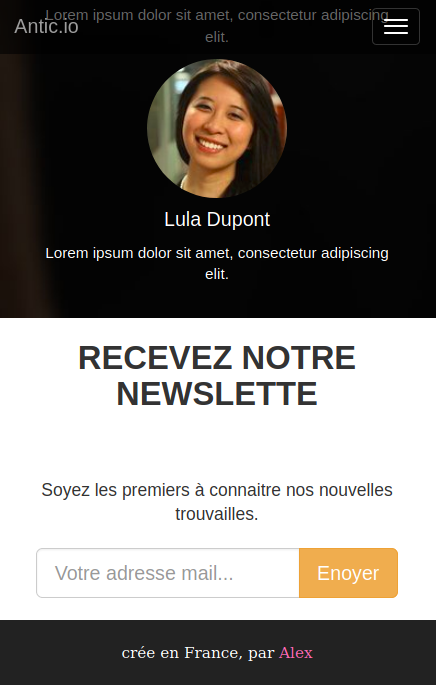 Lorem ipsum dolor sit amet, consectetur adipiscing
Antic.io
elit.
Lula Dupont
Lorem ipsum dolor sit amet, consectetur adipiscing
elit.
RECEVEZ NOTRE
NEWSLETTE
Soyez les premiers à connaitre nos nouvelles
trouvailles.
Votre adresse mail... Enoyer
crée en France, par Alex